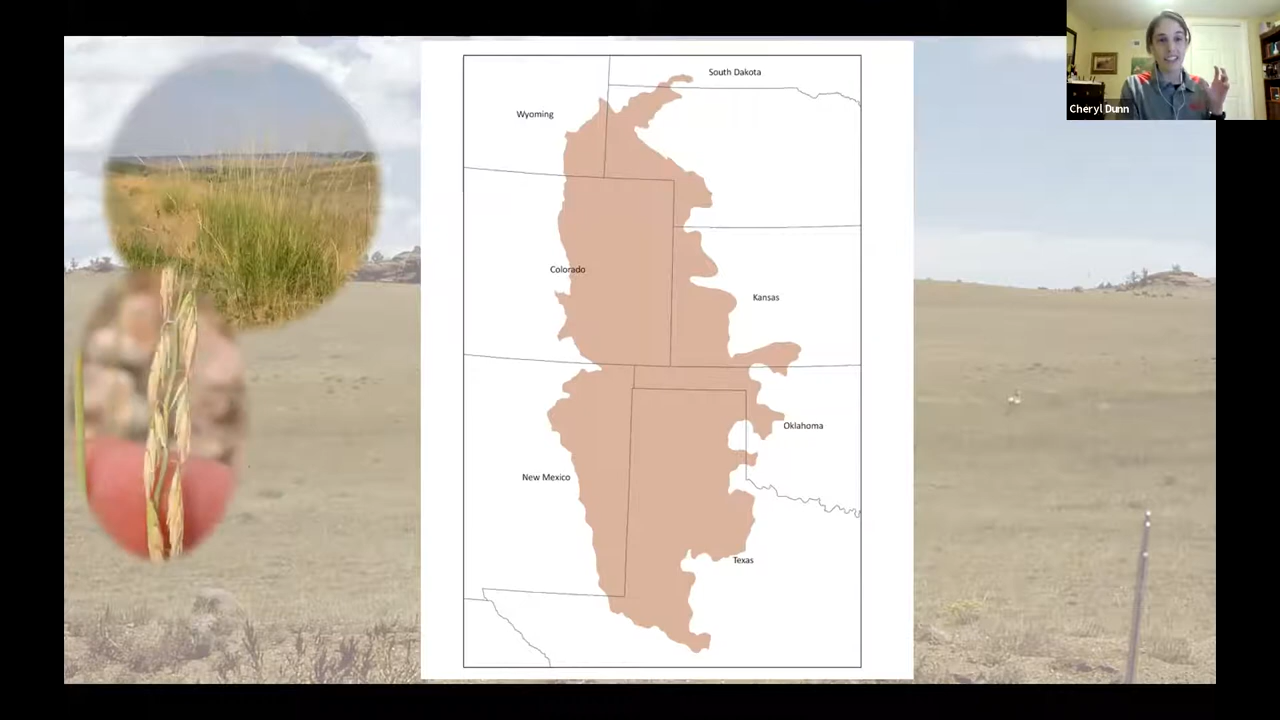 South Dakota
Wyoming
Cheryl Dunn
Colorado
Kansas
Oklahoma
New Mexico
Texas